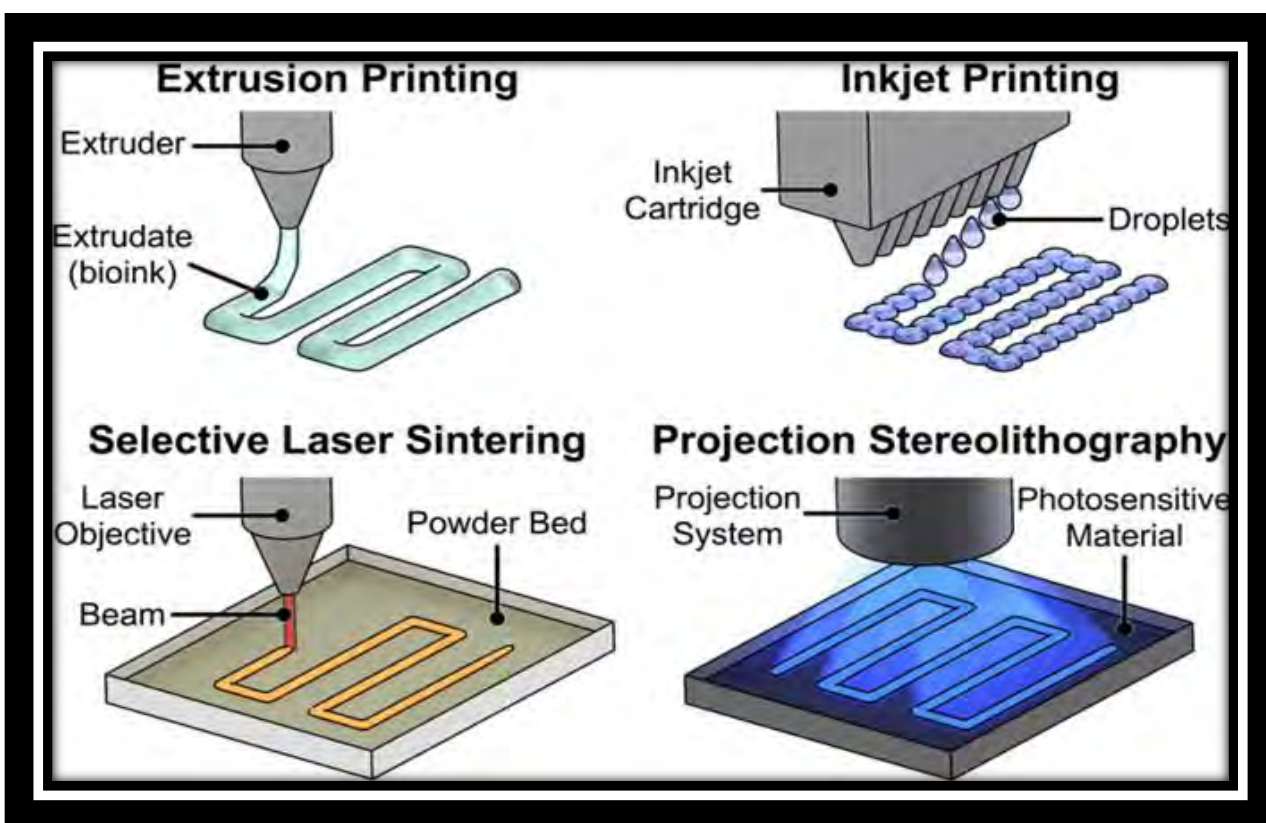 Extrusion Printing
Extruder
Extrudate
(bioink)
Inkjet Printing
Inkjet
Cartridge
Droplets
Selective Laser Sintering
Laser
Objective
Powder Bed
Beam
Projection Stereolithography
Projection
System
Photosensitive
Material